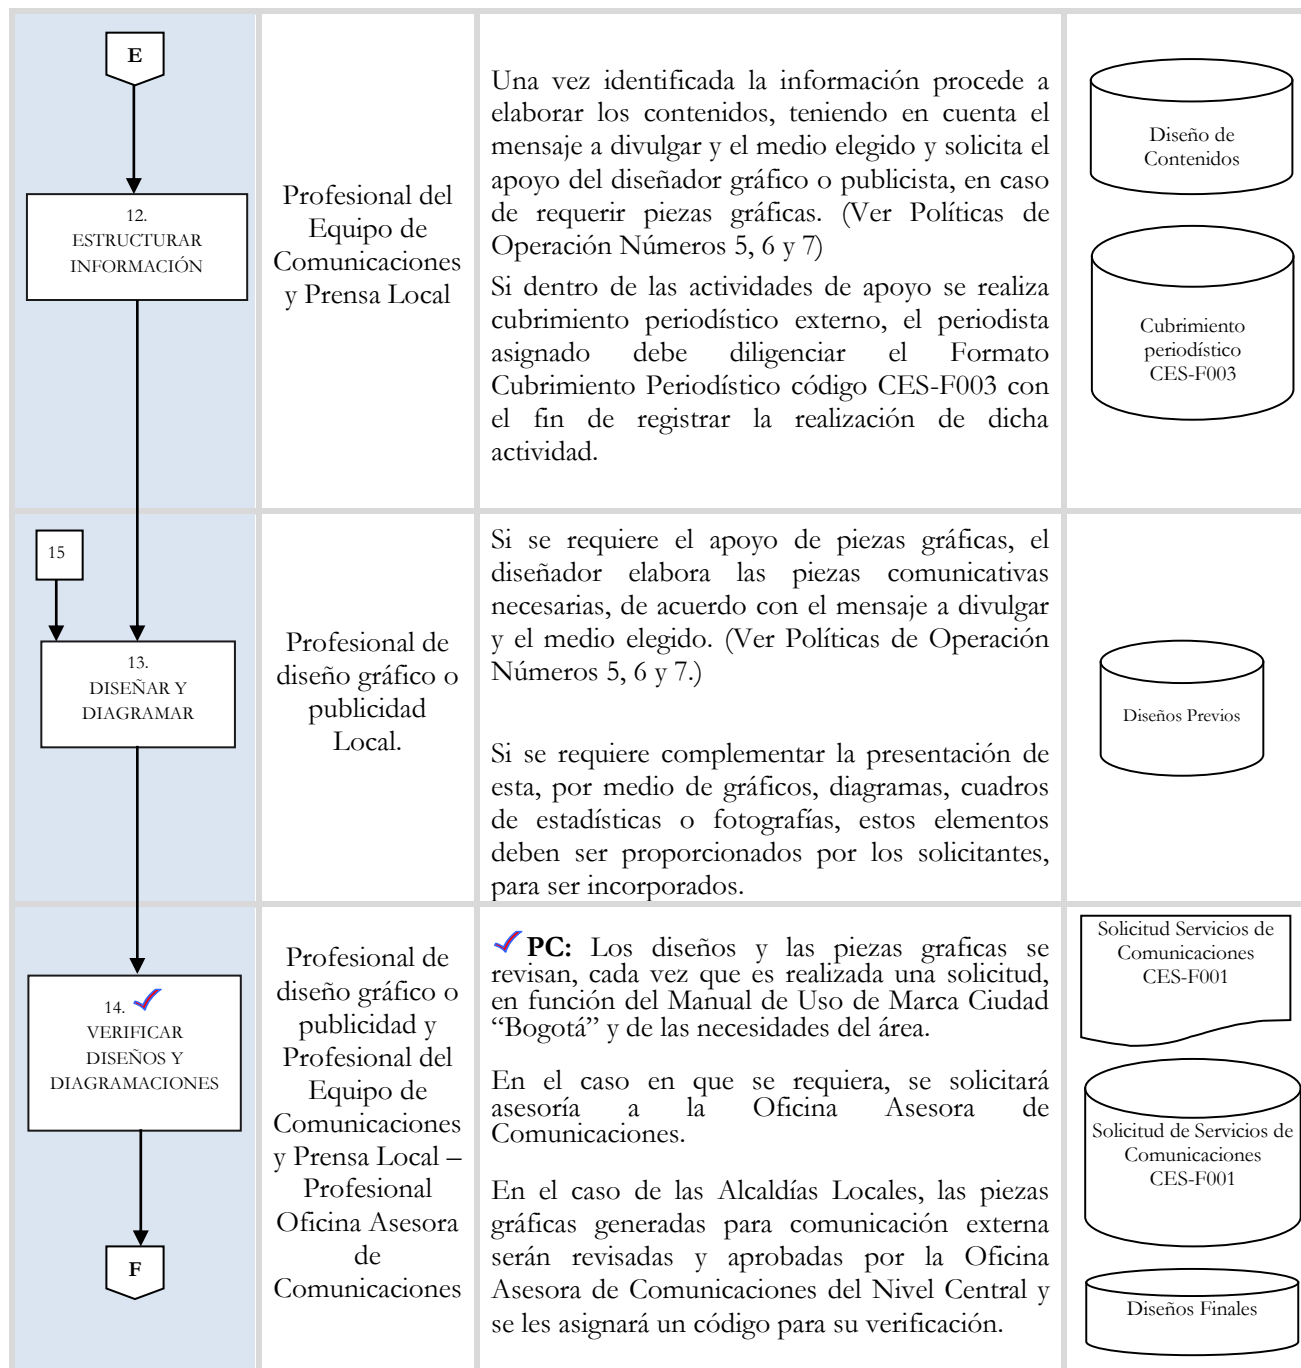 E
12.
ESTRUCTURAR
INFORMACIÓN
Profesional del
Equipo de
Comunicaciones
y Prensa Local
Una vez identificada la información procede a
elaborar los contenidos, teniendo en cuenta el
mensaje a divulgar y el medio elegido y solicita el
apoyo del diseñador gráfico o publicista, en caso
de requerir piezas gráficas. (Ver Políticas de
Operación Números 5, 6 y 7)
Si dentro de las actividades de apoyo se realiza
cubrimiento periodístico externo, el periodista
asignado debe diligenciar el Formato
Cubrimiento Periodístico código CES-F003 con
el fin de registrar la realización de dicha
actividad.
Diseño de
Contenidos
Cubrimiento
periodístico
CES-F003
15
13.
DISEÑAR Y
DIAGRAMAR
Profesional de
diseño gráfico o
publicidad
Local.
Si se requiere el apoyo de piezas gráficas, el
diseñador elabora las piezas comunicativas
necesarias, de acuerdo con el mensaje a divulgar
y el medio elegido. (Ver Políticas de Operación
Números 5, 6 y 7.)
Si se requiere complementar la presentación de
esta, por medio de gráficos, diagramas, cuadros
de estadísticas o fotografías, estos elementos
deben ser proporcionados por los solicitantes,
para ser incorporados.
Diseños Previos
14.
VERIFICAR
DISEÑOS Y
DIAGRAMACIONES
F
Profesional de
diseño gráfico o
publicidad y
Profesional del
Equipo de
Comunicaciones
y Prensa Local –
Profesional
Oficina Asesora
de
Comunicaciones
PC: Los diseños y las piezas graficas se
revisan, cada vez que es realizada una solicitud,
en función del Manual de Uso de Marca Ciudad
“Bogotá” y de las necesidades del área.
En el caso en que se requiera, se solicitará
asesoría a la Oficina Asesora de
Comunicaciones.
En el caso de las Alcaldías Locales, las piezas
gráficas generadas para comunicación externa
serán revisadas y aprobadas por la Oficina
Asesora de Comunicaciones del Nivel Central y
se les asignará un código para su verificación.
Solicitud Servicios de
Comunicaciones
CES-F001
Solicitud de Servicios de
Comunicaciones
CES-F001
Diseños Finales